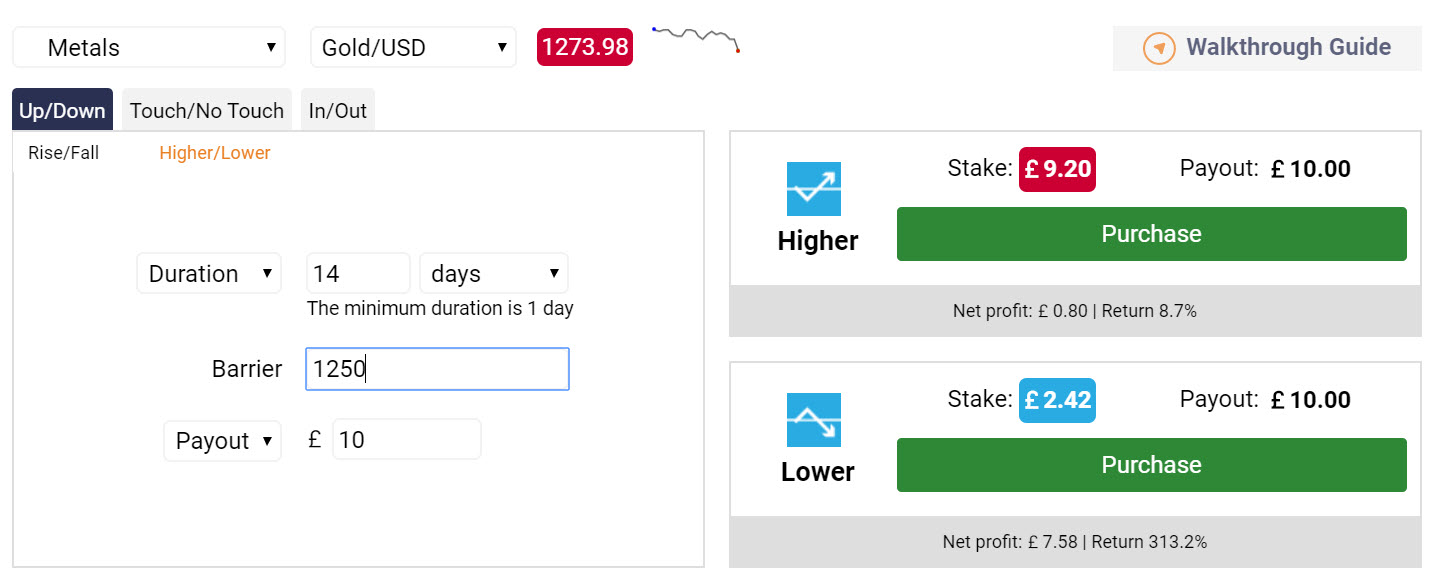 Metals
Gold/USD
1273.98
Walkthrough Guide
Up/Down
Touch/No Touch
In/Out
Rise/Fall
Higher/Lower
Duration
14
days
The minimum duration is 1 day
Barrier
1250
Payout
£
10
Higher
Stake: £ 9.20
Payout: £ 10.00
Purchase
Net profit: £ 0.80 | Return 8.7%
Lower
Stake: £ 2.42
Payout: £ 10.00
Purchase
Net profit: £ 7.58 | Return 313.2%